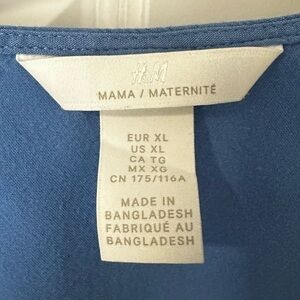 H&M
MAMA / MATERNITÉ
EUR XL
US XL
CA TG
MX XG
CN 175/116A
MADE IN
BANGLADESH
FABRIQUÉ AU
BANGLADESH